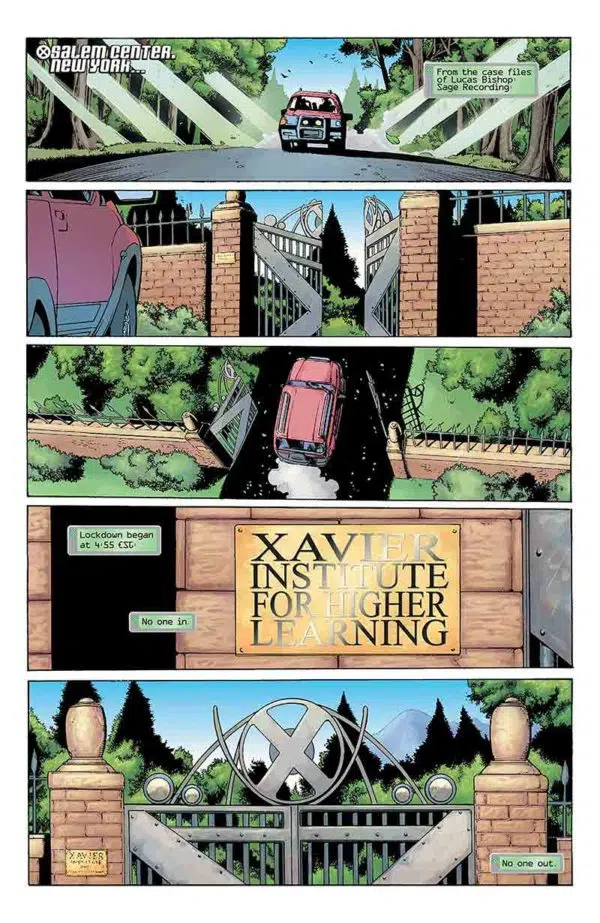 SALEM CENTER,
NEW YORK...
From the case files
of Lucas Bishop:
Sage Recording:
Lockdown began
at 4:55 EST:
XAVIER
INSTITUTE
FOR HIGHER
LEARNING
No one in.
XAVIER
No one out.